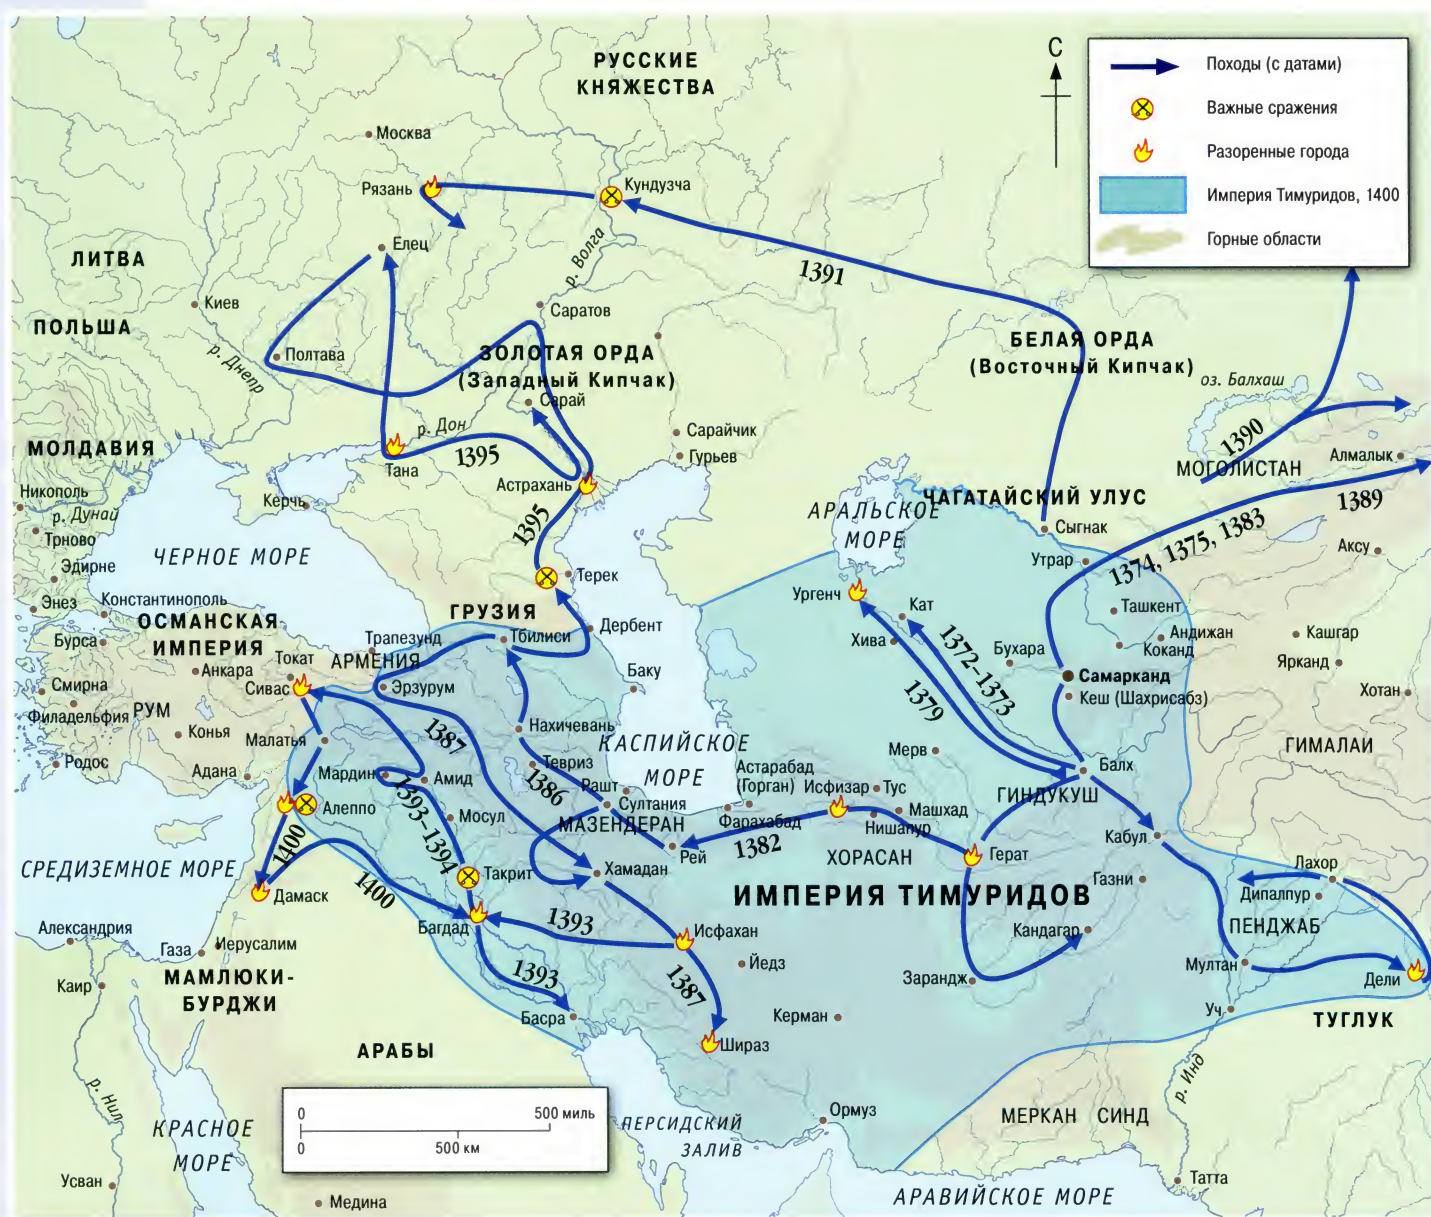 РУССКИЕ
КНЯЖЕСТВА
С
Походы (с датами)
Важные сражения
Разоренные города
Империя Тимуридов, 1400
Горные области
Москва
Рязань
Кундузча
Елец
р. Волга
ЛИТВА
1391
Киев
Саратов
ПОЛЬША
р. Днепр
Полтава
ЗОЛОТАЯ ОРДА
(Западный Кипчак)
БЕЛАЯ ОРДА
(Восточный Кипчак)
оз. Балхаш
Сарай
р. Дон
1395
Тана
Сарайчик
Гурьев
1390
МОГОЛИСТАН
Алмалык
1389
МОЛДАВИЯ
Никополь
р. Дунай
Трново
Керчь
Астрахань
1395
ЧАГАТАЙСКИЙ УЛУС
АРАЛЬСКОЕ
МОРЕ
Сыгнак
1374, 1375, 1383
Аксу
ЧЕРНОЕ МОРЕ
Эдирне
Энез
Константинополь
Терек
Утрар
Ургенч
Кат
Ташкент
ОСМАНСКАЯ
ИМПЕРИЯ
Бурса
ГРУЗИЯ
Трапезунд
Тбилиси
Дербент
Хива
1372–1373
1379
Бухара
Андижан
Коканд
Кашгар
Ярканд
Анкара
Токат
АРМЕНИЯ
Баку
Самарканд
Кеш (Шахрисабз)
Хотан
Смирна
Сивас
Эрзурум
Филадельфия
РУМ
Конья
Малатья
1387
Нахичевань
КАСПИЙСКОЕ
МОРЕ
Мерв
ГИМАЛАИ
Родос
Адана
Мардин
Амид
Тевриз
1386
Рашт
Султания
Астарабад
(Горган)
Исфизар
Тус
Балх
ГИНДУКУШ
Алеппо
1393–1394
Мосул
МАЗЕНДЕРАН
Фарахабад
Машхад
Нишапур
Кабул
1400
СРЕДИЗЕМНОЕ МОРЕ
Такрит
Рей
1382
ХОРАСАН
Герат
Лахор
Дамаск
1400
Хамадан
ИМПЕРИЯ ТИМУРИДОВ
Газни
Дипалпур
Александрия
Газа
Иерусалим
Багдад
1393
Исфахан
Кандагар
ПЕНДЖАБ
МАМЛЮКИ-
БУРДЖИ
Каир
1393
1387
Йедз
Зарандж
Мултан
Дели
Басра
Шираз
Керман
Уч
ТУГЛУК
АРАБЫ
р. Нил
р. Инд
0
500 миль
0
500 км
Ормуз
ПЕРСИДСКИЙ
ЗАЛИВ
МЕРКАН
СИНД
КРАСНОЕ
МОРЕ
Усван
Медина
АРАВИЙСКОЕ МОРЕ
Татта